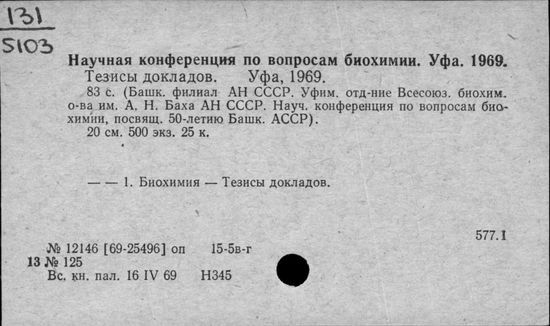 131
S103
Научная конференция по вопросам биохимии. Уфа. 1969.
Тезисы докладов. Уфа, 1969.
83 с. (Башк. филиал АН СССР. Уфим. отд-ние Всесоюз. биохим.
о-ва им. А. Н. Баха АН СССР. Науч. конференция по вопросам био-
химии, посвящ. 50-летию Башк. АССР).
20 см. 500 экз. 25 к.
— — 1. Биохимия — Тезисы докладов.
577.1
№ 12146 [69-25496] оп 15-5в-г
13 № 125
Вс. кн. пал. 16 IV 69 Н345